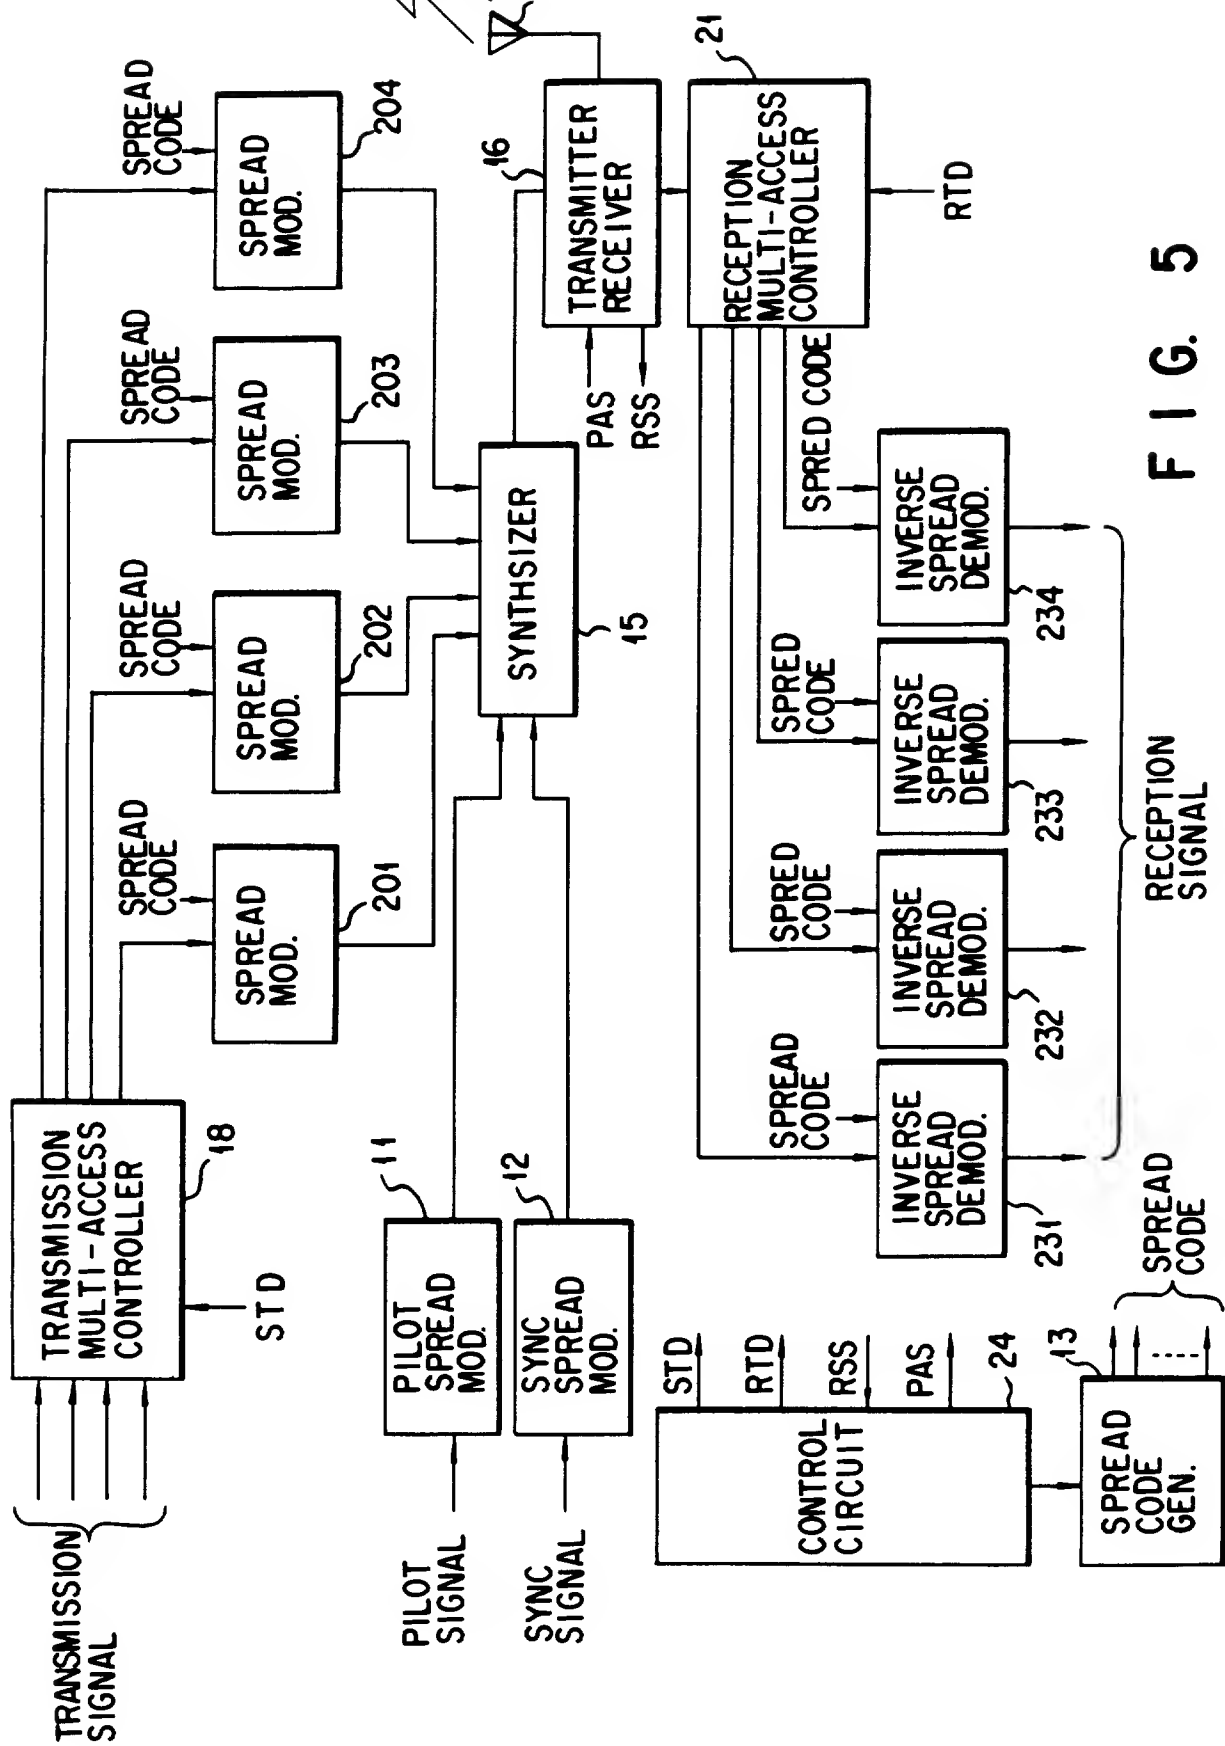 TRANSMISSION
SIGNAL
TRANSMISSION
MULTI-ACCESS
CONTROLLER
18
STD
SPREAD
CODE
SPREAD
MOD.
201
SPREAD
CODE
SPREAD
MOD.
202
SPREAD
CODE
SPREAD
MOD.
203
SPREAD
CODE
SPREAD
MOD.
204
PILOT
SIGNAL
PILOT
SPREAD
MOD.
11
SYNC
SIGNAL
SYNC
SPREAD
MOD.
12
SYNTHSIZER
15
TRANSMITTER
RECEIVER
16
PAS
RSS
RECEPTION
MULTI-ACCESS
CONTROLLER
21
RTD
SPREAD
CODE
INVERSE
SPREAD
DEMOD.
231
SPRED
CODE
INVERSE
SPREAD
DEMOD.
232
SPRED
CODE
INVERSE
SPREAD
DEMOD.
233
SPRED CODE
INVERSE
SPREAD
DEMOD.
234
RECEPTION
SIGNAL
CONTROL
CIRCUIT
STD
RTD
RSS
PAS
24
SPREAD
CODE
GEN.
13
SPREAD
CODE
FIG. 5